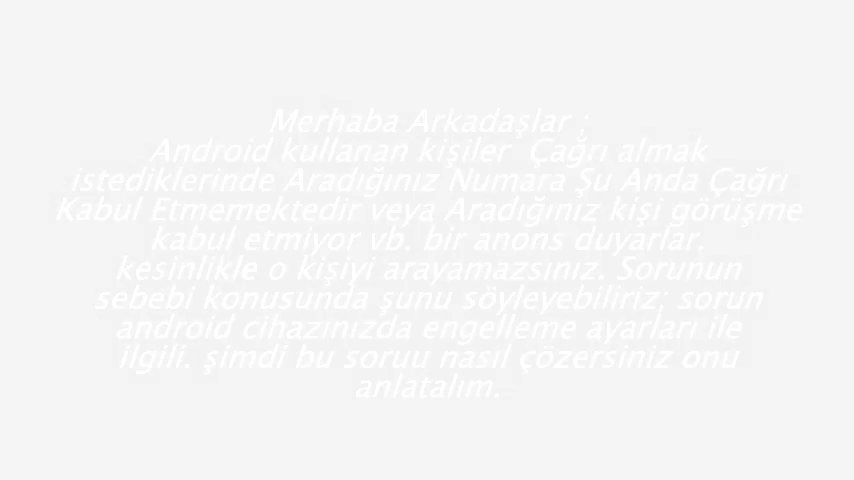 Merhaba Arkadaşlar ;
Android kullanan kişiler Çağrı almak
istediklerinde Aradığınız Numara Şu Anda Çağrı
Kabul Etmemektedir veya Aradığınız kişi görüşme
kabul etmiyor vb. bir anons duyarlar.
kesinlikle o kişiyi arayamazsınız. Sorunun
sebebi konusunda şunu söyleyebiliriz; sorun
android cihazınızda engelleme ayarları ile
ilgili. şimdi bu soruu nasıl çözersiniz onu
anlatalım.